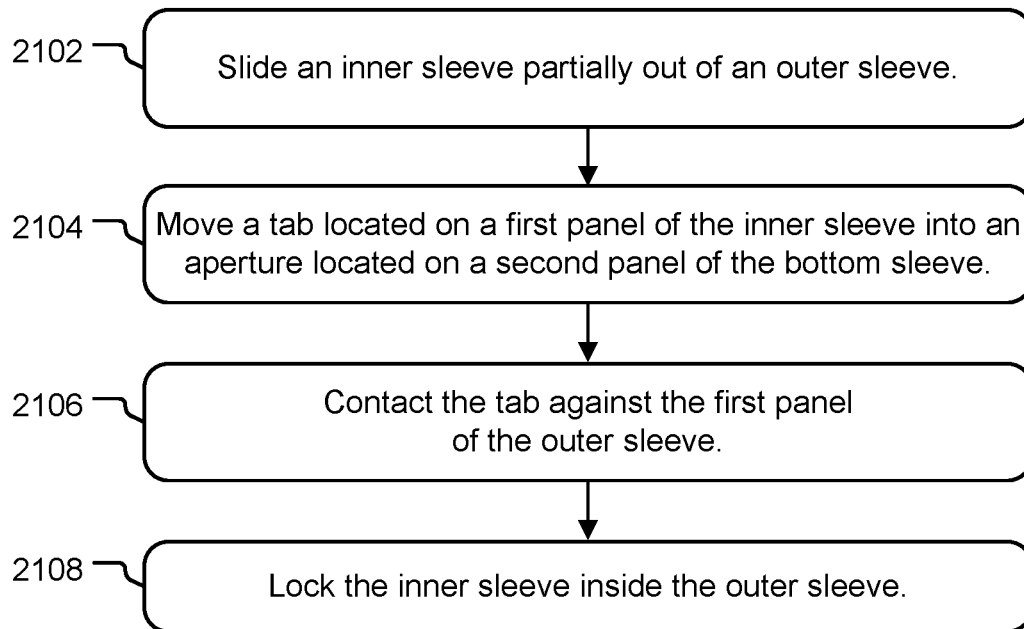 2102
Slide an inner sleeve partially out of an outer sleeve.
2104
Move a tab located on a first panel of the inner sleeve into an
aperture located on a second panel of the bottom sleeve.
2106
Contact the tab against the first panel
of the outer sleeve.
2108
Lock the inner sleeve inside the outer sleeve.